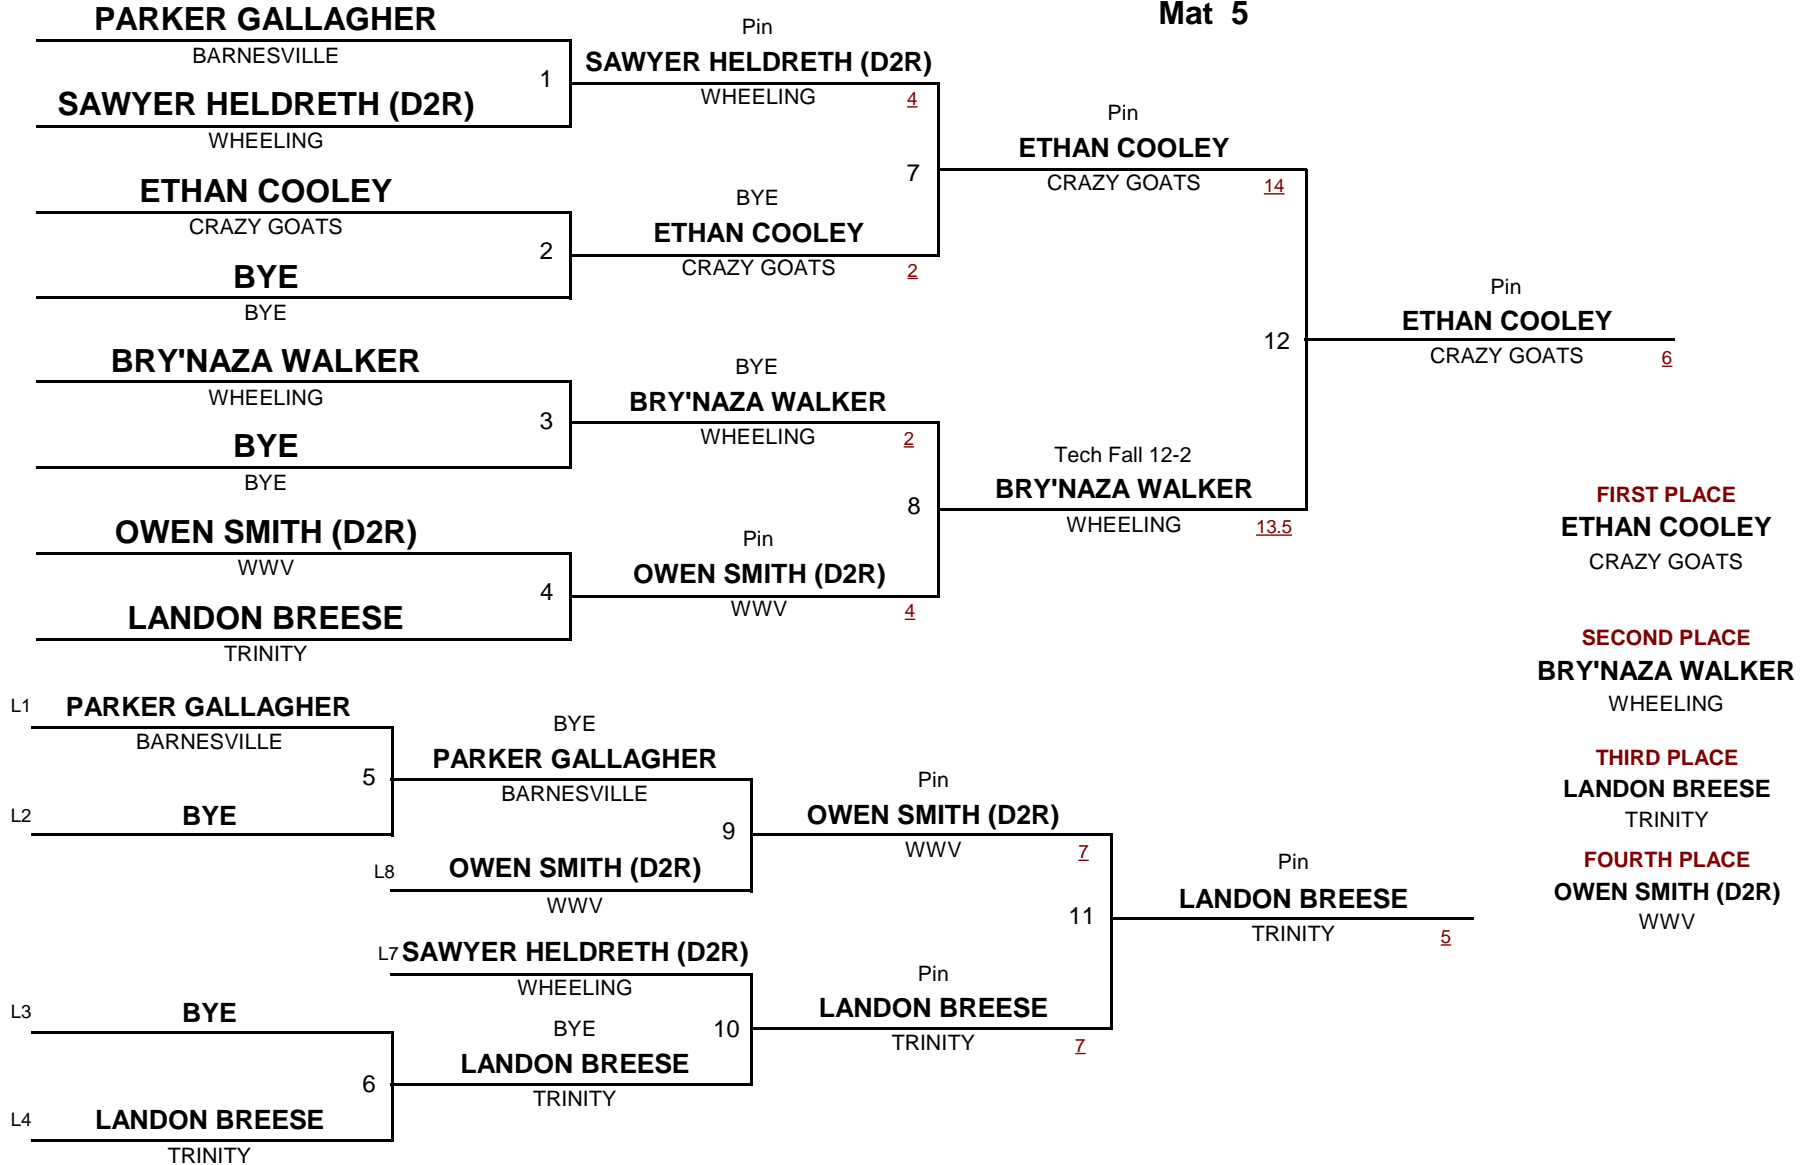 Mat 5
PARKER GALLAGHER
BARNESVILLE
1
SAWYER HELDRETH (D2R)
WHEELING
ETHAN COOLEY
CRAZY GOATS
2
BYE
BYE
BRY'NAZA WALKER
WHEELING
3
BYE
BYE
OWEN SMITH (D2R)
WWV
4
LANDON BREESE
TRINITY
Pin
SAWYER HELDRETH (D2R)
WHEELING 4
7
BYE
ETHAN COOLEY
CRAZY GOATS 2
BYE
BRY'NAZA WALKER
WHEELING 2
8
Pin
OWEN SMITH (D2R)
WWV 4
Pin
ETHAN COOLEY
CRAZY GOATS 14
12
Tech Fall 12-2
BRY'NAZA WALKER
WHEELING 13.5
Pin
ETHAN COOLEY
CRAZY GOATS 6
FIRST PLACE
ETHAN COOLEY
CRAZY GOATS
SECOND PLACE
BRY'NAZA WALKER
WHEELING
THIRD PLACE
LANDON BREESE
TRINITY
FOURTH PLACE
OWEN SMITH (D2R)
WWV
L1 PARKER GALLAGHER
BARNESVILLE
5
L2 BYE
L3 BYE
6
L4 LANDON BREESE
TRINITY
BYE
PARKER GALLAGHER
BARNESVILLE
9
L8 OWEN SMITH (D2R)
WWV
L7 SAWYER HELDRETH (D2R)
WHEELING
BYE 10
LANDON BREESE
TRINITY
Pin
OWEN SMITH (D2R)
WWV 7
11
Pin
LANDON BREESE
TRINITY 7
Pin
LANDON BREESE
TRINITY 5